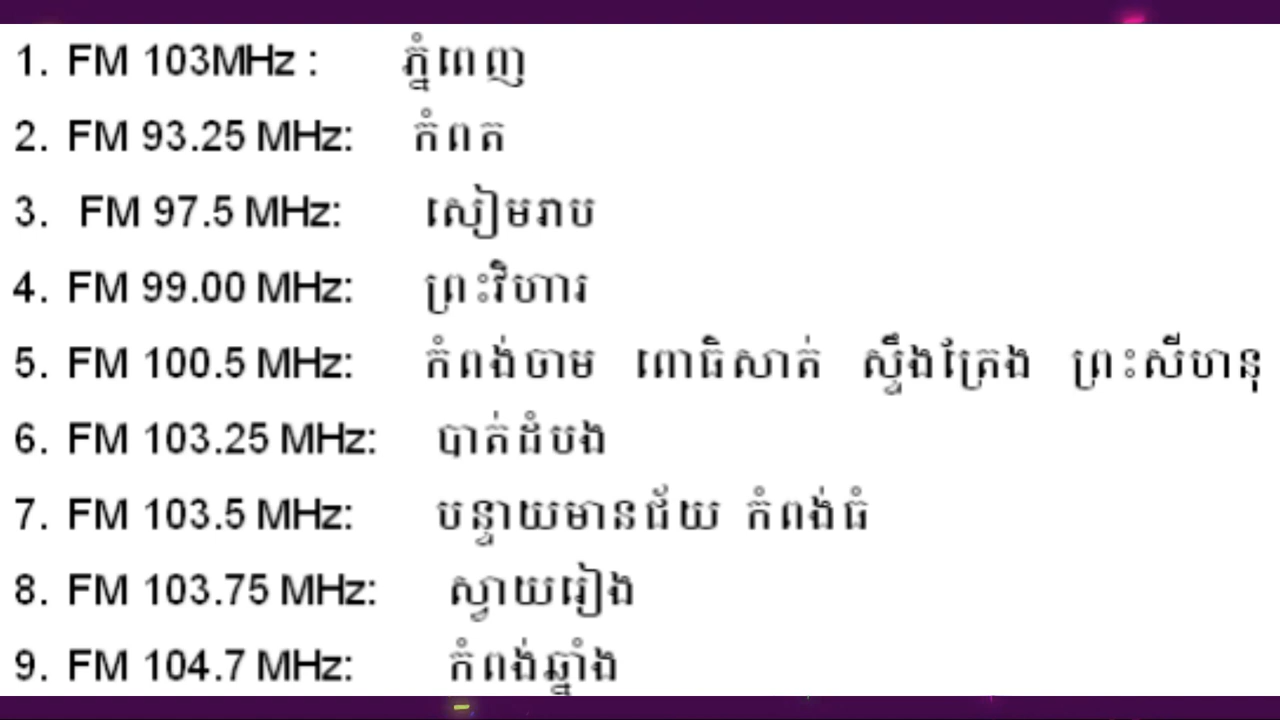 1. FM 103MHz : ភ្នំពេញ
2. FM 93.25 MHz: កំពត
3. FM 97.5 MHz: សៀមរាប
4. FM 99.00 MHz: ព្រះវិហារ
5. FM 100.5 MHz: កំពង់ចាម ពោធិសាត់ ស្ទឹងត្រែង ព្រះសីហនុ
6. FM 103.25 MHz: បាត់ដំបង
7. FM 103.5 MHz: បន្ទាយមានជ័យ កំពង់ធំ
8. FM 103.75 MHz: ស្វាយរៀង
9. FM 104.7 MHz: កំពង់ឆ្នាំង